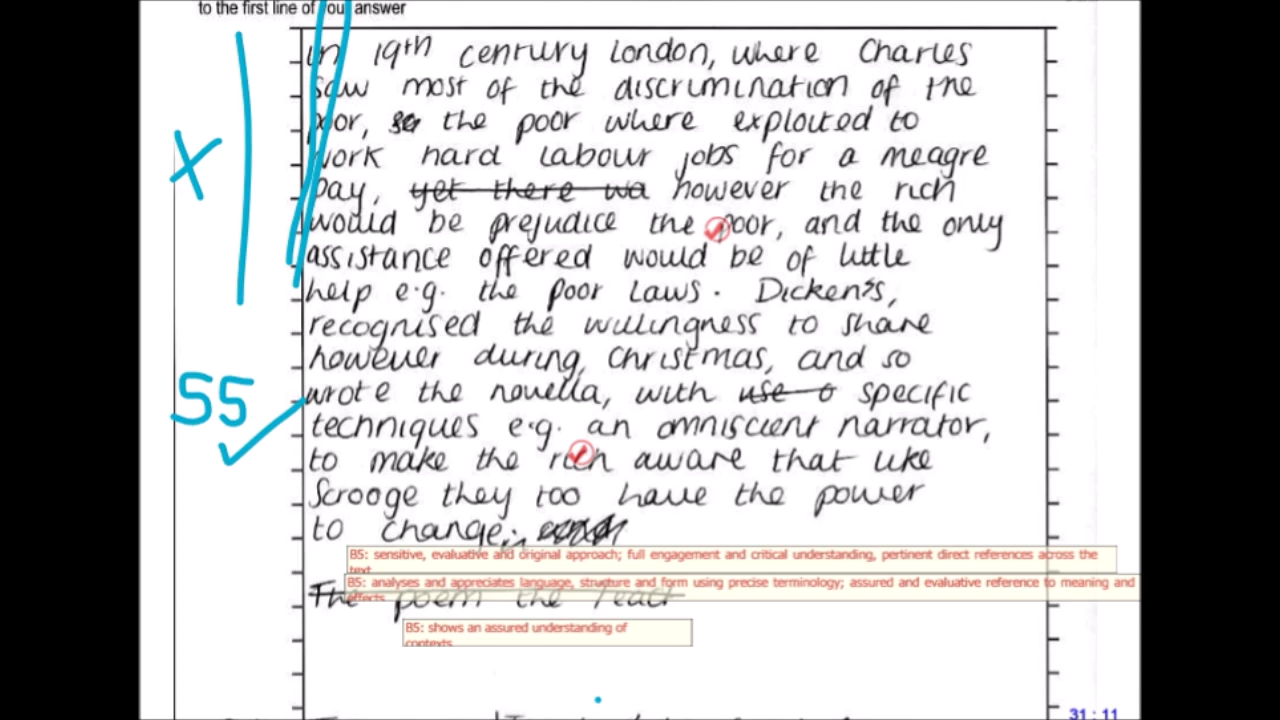 to the first line of your answer
In 19th century London, where Charles
saw most of the discrimination of the
poor, so the poor where exploited to
work hard labour jobs for a meagre
pay, yet there wa however the rich
X
would be prejudice the poor, and the only
assistance offered would be of little
help e.g. the poor Laws. Dicken's,
recognised the willingness to share
however during, Christmas, and so
55
wrote the novella, with use o specific
techniques e.g. an omniscient narrator,
to make the rich aware that like
Scrooge they too have the power
to change.
B5: sensitive, evaluative and original approach; full engagement and critical understanding, pertinent direct references across the
text
B5: analyses and appreciates language, structure and form using precise terminology; assured and evaluative reference to meaning and
effects
The poem the react
B5: shows an assured understanding of
contexts
31:11